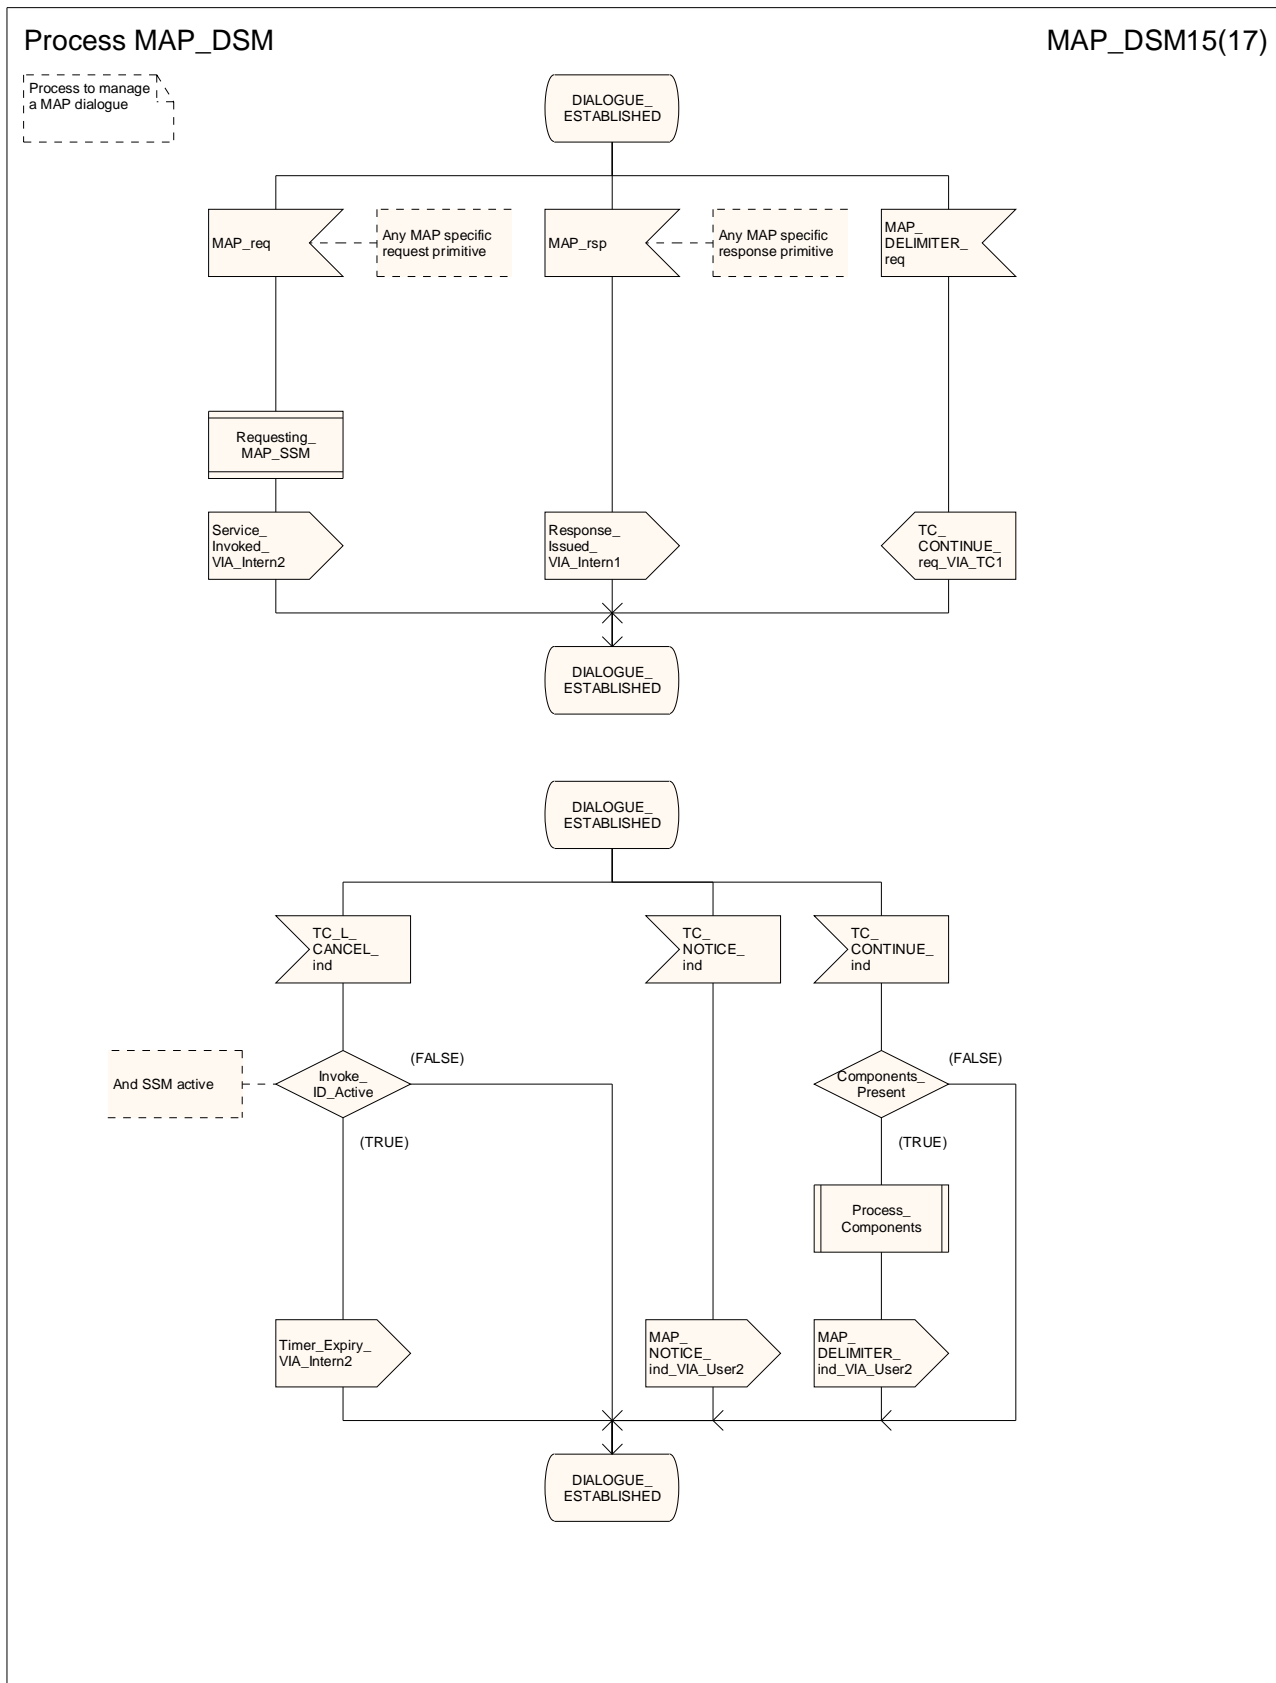 Process MAP_DSM
MAP_DSM15(17)
Process to manage
a MAP dialogue
DIALOGUE_
ESTABLISHED
MAP_req
Any MAP specific
request primitive
MAP_rsp
Any MAP specific
response primitive
MAP_
DELIMITER_
req
Requesting_
MAP_SSM
Service_
Invoked_
VIA_Intern2
Response_
Issued_
VIA_Intern1
TC_
CONTINUE_
req_VIA_TC1
DIALOGUE_
ESTABLISHED
DIALOGUE_
ESTABLISHED
TC_L_
CANCEL_
ind
TC_
NOTICE_
ind
TC_
CONTINUE_
ind
And SSM active
Invoke_
ID_Active
(FALSE)
(TRUE)
Components_
Present
(FALSE)
(TRUE)
Process_
Components
Timer_Expiry_
VIA_Intern2
MAP_
NOTICE_
ind_VIA_User2
MAP_
DELIMITER_
ind_VIA_User2
DIALOGUE_
ESTABLISHED